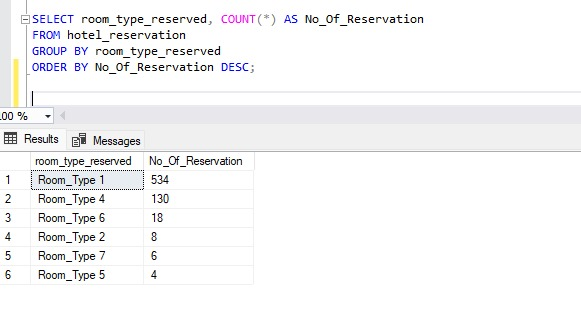 SELECT room_type_reserved, COUNT(*) AS No_Of_Reservation
FROM hotel_reservation
GROUP BY room_type_reserved
ORDER BY No_Of_Reservation DESC;
.00 %
Results Messages
room_type_reserved No_Of_Reservation
1 Room_Type 1 534
2 Room_Type 4 130
3 Room_Type 6 18
4 Room_Type 2 8
5 Room_Type 7 6
6 Room_Type 5 4